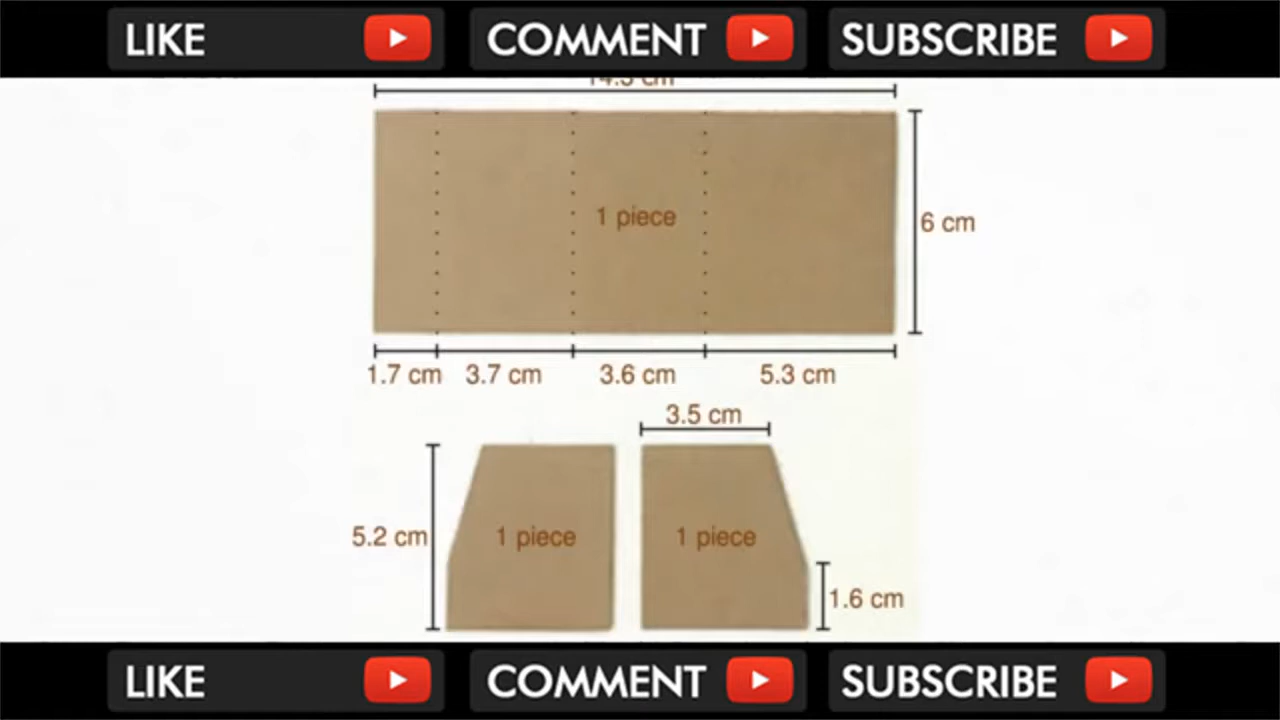 LIKE COMMENT SUBSCRIBE
1 piece
6 cm
1.7 cm 3.7 cm 3.6 cm 5.3 cm
3.5 cm
5.2 cm 1 piece 1 piece
1.6 cm
LIKE COMMENT SUBSCRIBE